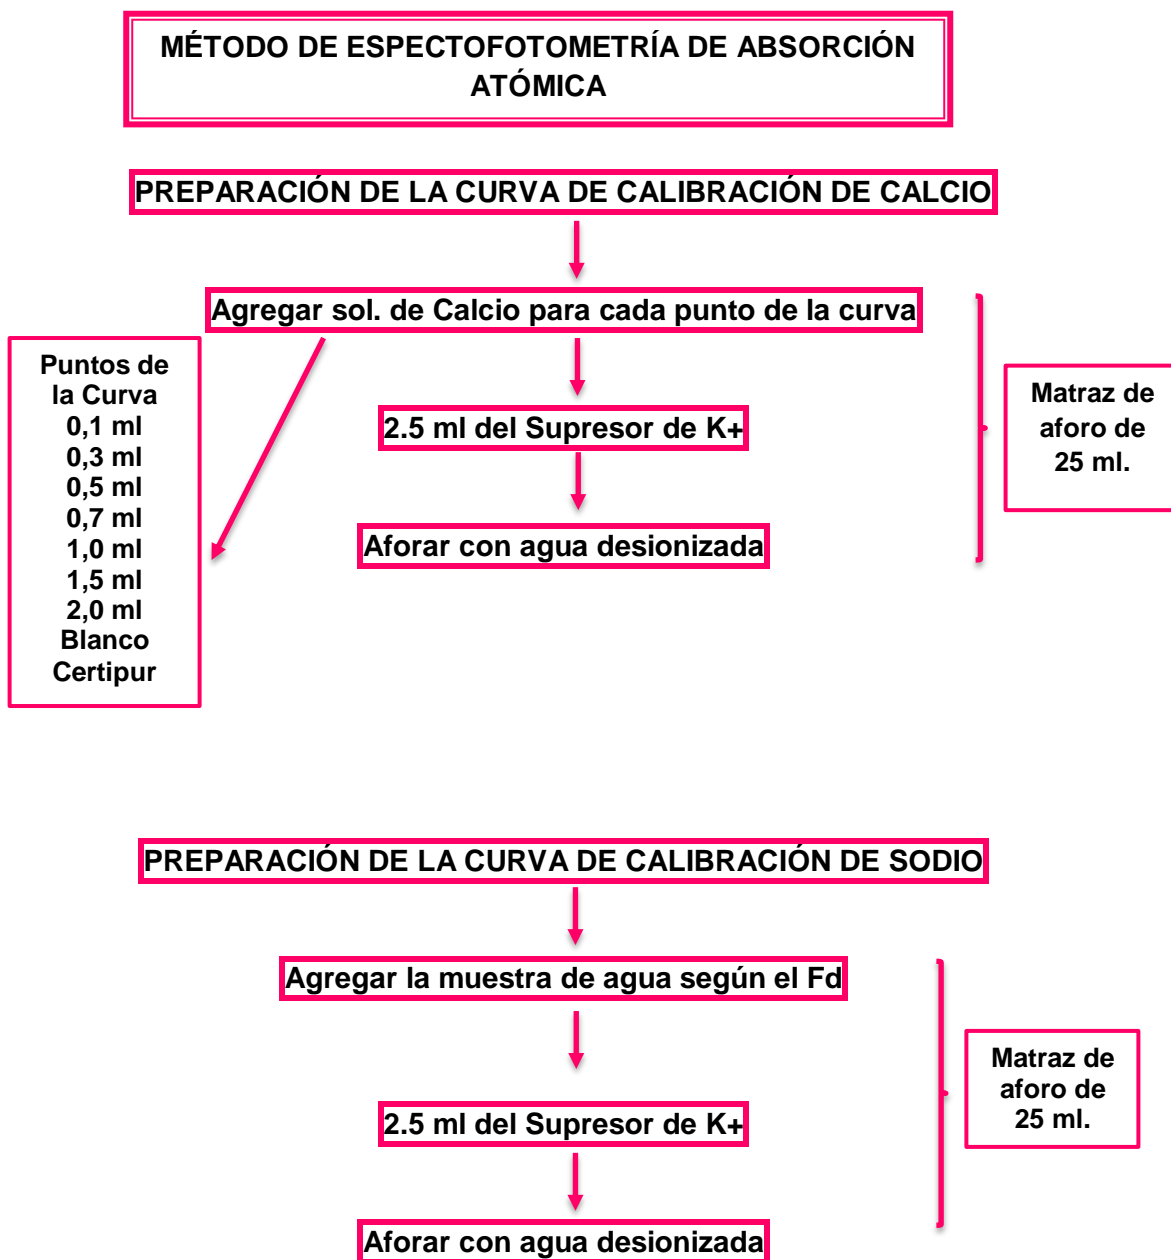 MÉTODO DE ESPECTOFOTOMETRÍA DE ABSORCIÓN
ATÓMICA
PREPARACIÓN DE LA CURVA DE CALIBRACIÓN DE CALCIO
Agregar sol. de Calcio para cada punto de la curva
Puntos de
la Curva
0,1 ml
0,3 ml
0,5 ml
0,7 ml
1,0 ml
1,5 ml
2,0 ml
Blanco
Certipur
2.5 ml del Supresor de K+
Aforar con agua desionizada
Matraz de
aforo de
25 ml.
PREPARACIÓN DE LA CURVA DE CALIBRACIÓN DE SODIO
Agregar la muestra de agua según el Fd
2.5 ml del Supresor de K+
Aforar con agua desionizada
Matraz de
aforo de
25 ml.